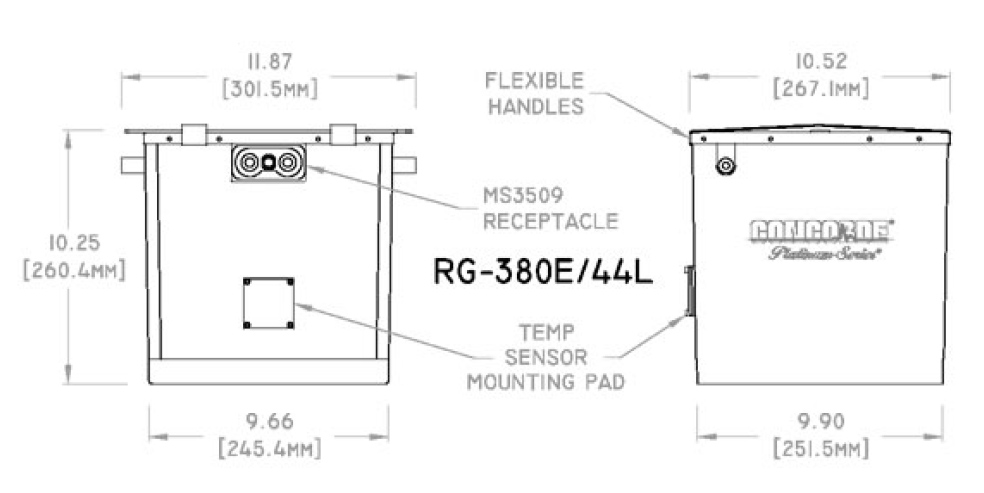 11.87
[301.5MM]
FLEXIBLE
HANDLES
10.52
[267.1MM]
MS3509
RECEPTACLE
CONCORDE®
Platinum Series®
10.25
[260.4MM]
RG-380E/44L
TEMP
SENSOR
MOUNTING PAD
9.66
[245.4MM]
9.90
[251.5MM]